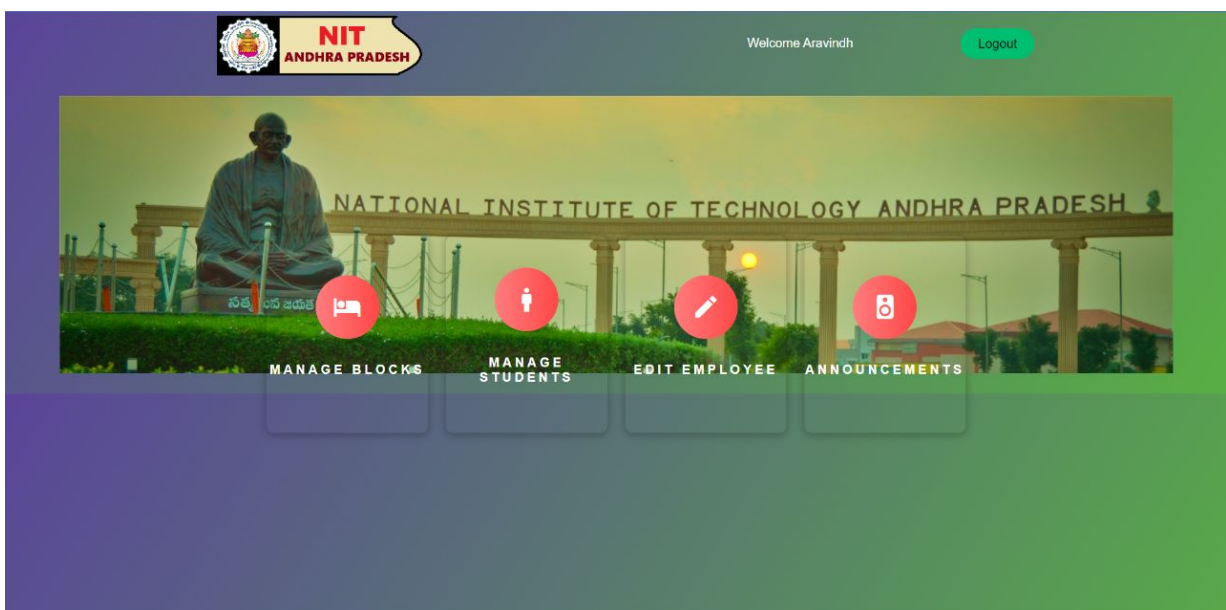 NIT
ANDHRA PRADESH
Welcome Aravindh
Logout
NATIONAL INSTITUTE OF TECHNOLOGY ANDHRA PRADESH
MANAGE BLOCKS
MANAGE
STUDENTS
EDIT EMPLOYEE
ANNOUNCEMENTS